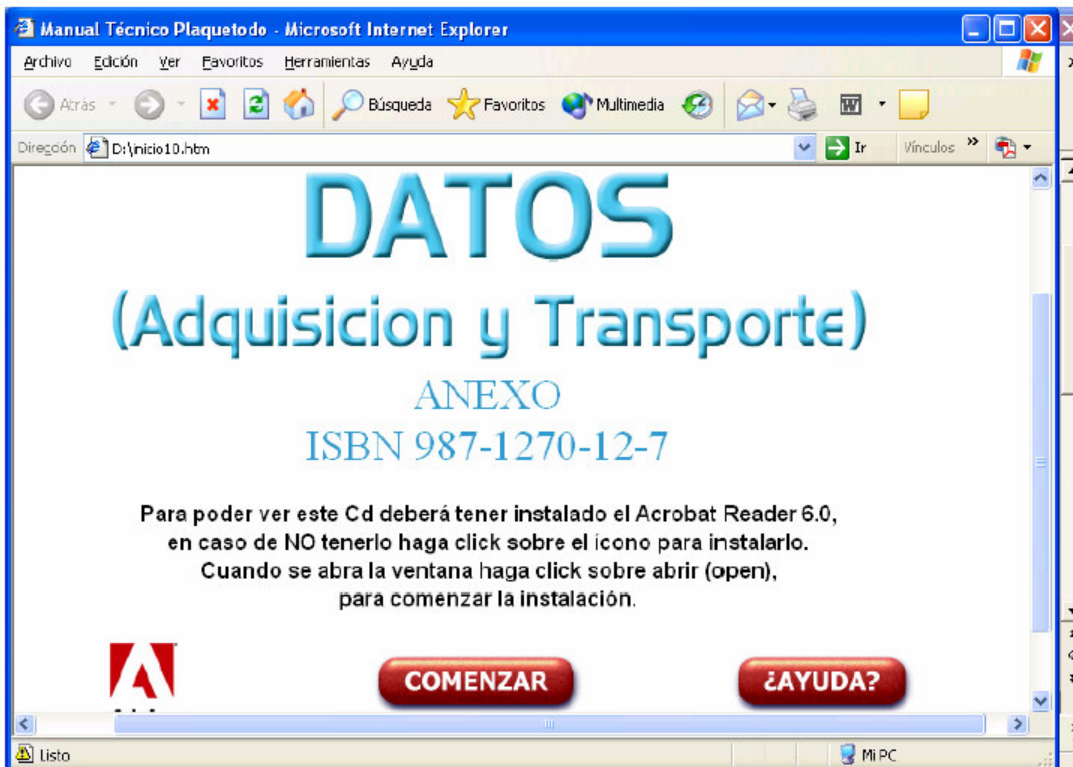 Manual Técnico Plaquetodo - Microsoft Internet Explorer
Archivo Edición Ver Favoritos Herramientas Ayuda
Atrás Búsqueda Favoritos Multimedia
Dirección D:\inicio10.htm Ir Vínculos »
DATOS
(Adquisicion y Transporte)
ANEXO
ISBN 987-1270-12-7
Para poder ver este Cd deberá tener instalado el Acrobat Reader 6.0,
en caso de NO tenerlo haga click sobre el ícono para instalarlo.
Cuando se abra la ventana haga click sobre abrir (open),
para comenzar la instalación.
COMENZAR ¿AYUDA?
Listo Mi PC